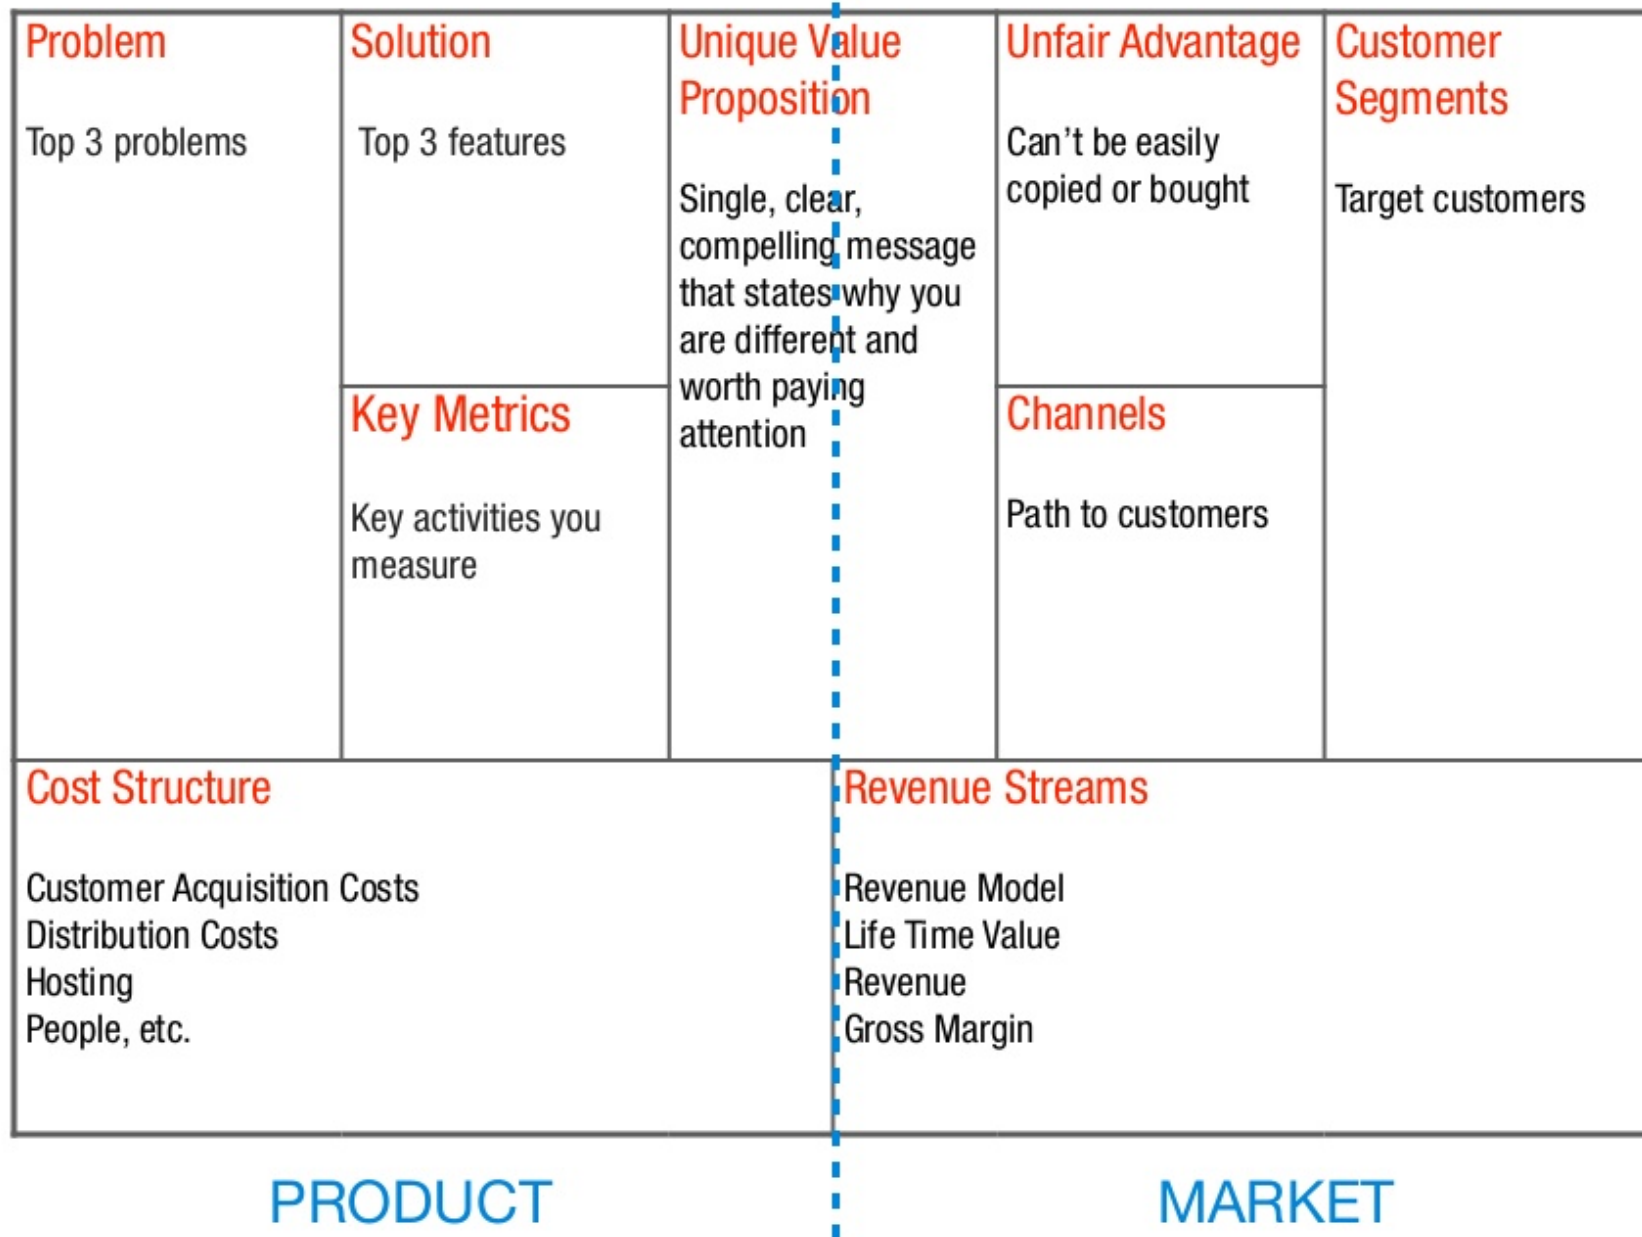 Problem
Top 3 problems
Solution
Top 3 features
Key Metrics
Key activities you
measure
Unique Value
Proposition
Single, clear,
compelling message
that states why you
are different and
worth paying
attention
Unfair Advantage
Can't be easily
copied or bought
Channels
Path to customers
Customer
Segments
Target customers
Cost Structure
Customer Acquisition Costs
Distribution Costs
Hosting
People, etc.
Revenue Streams
Revenue Model
Life Time Value
Revenue
Gross Margin
PRODUCT
MARKET